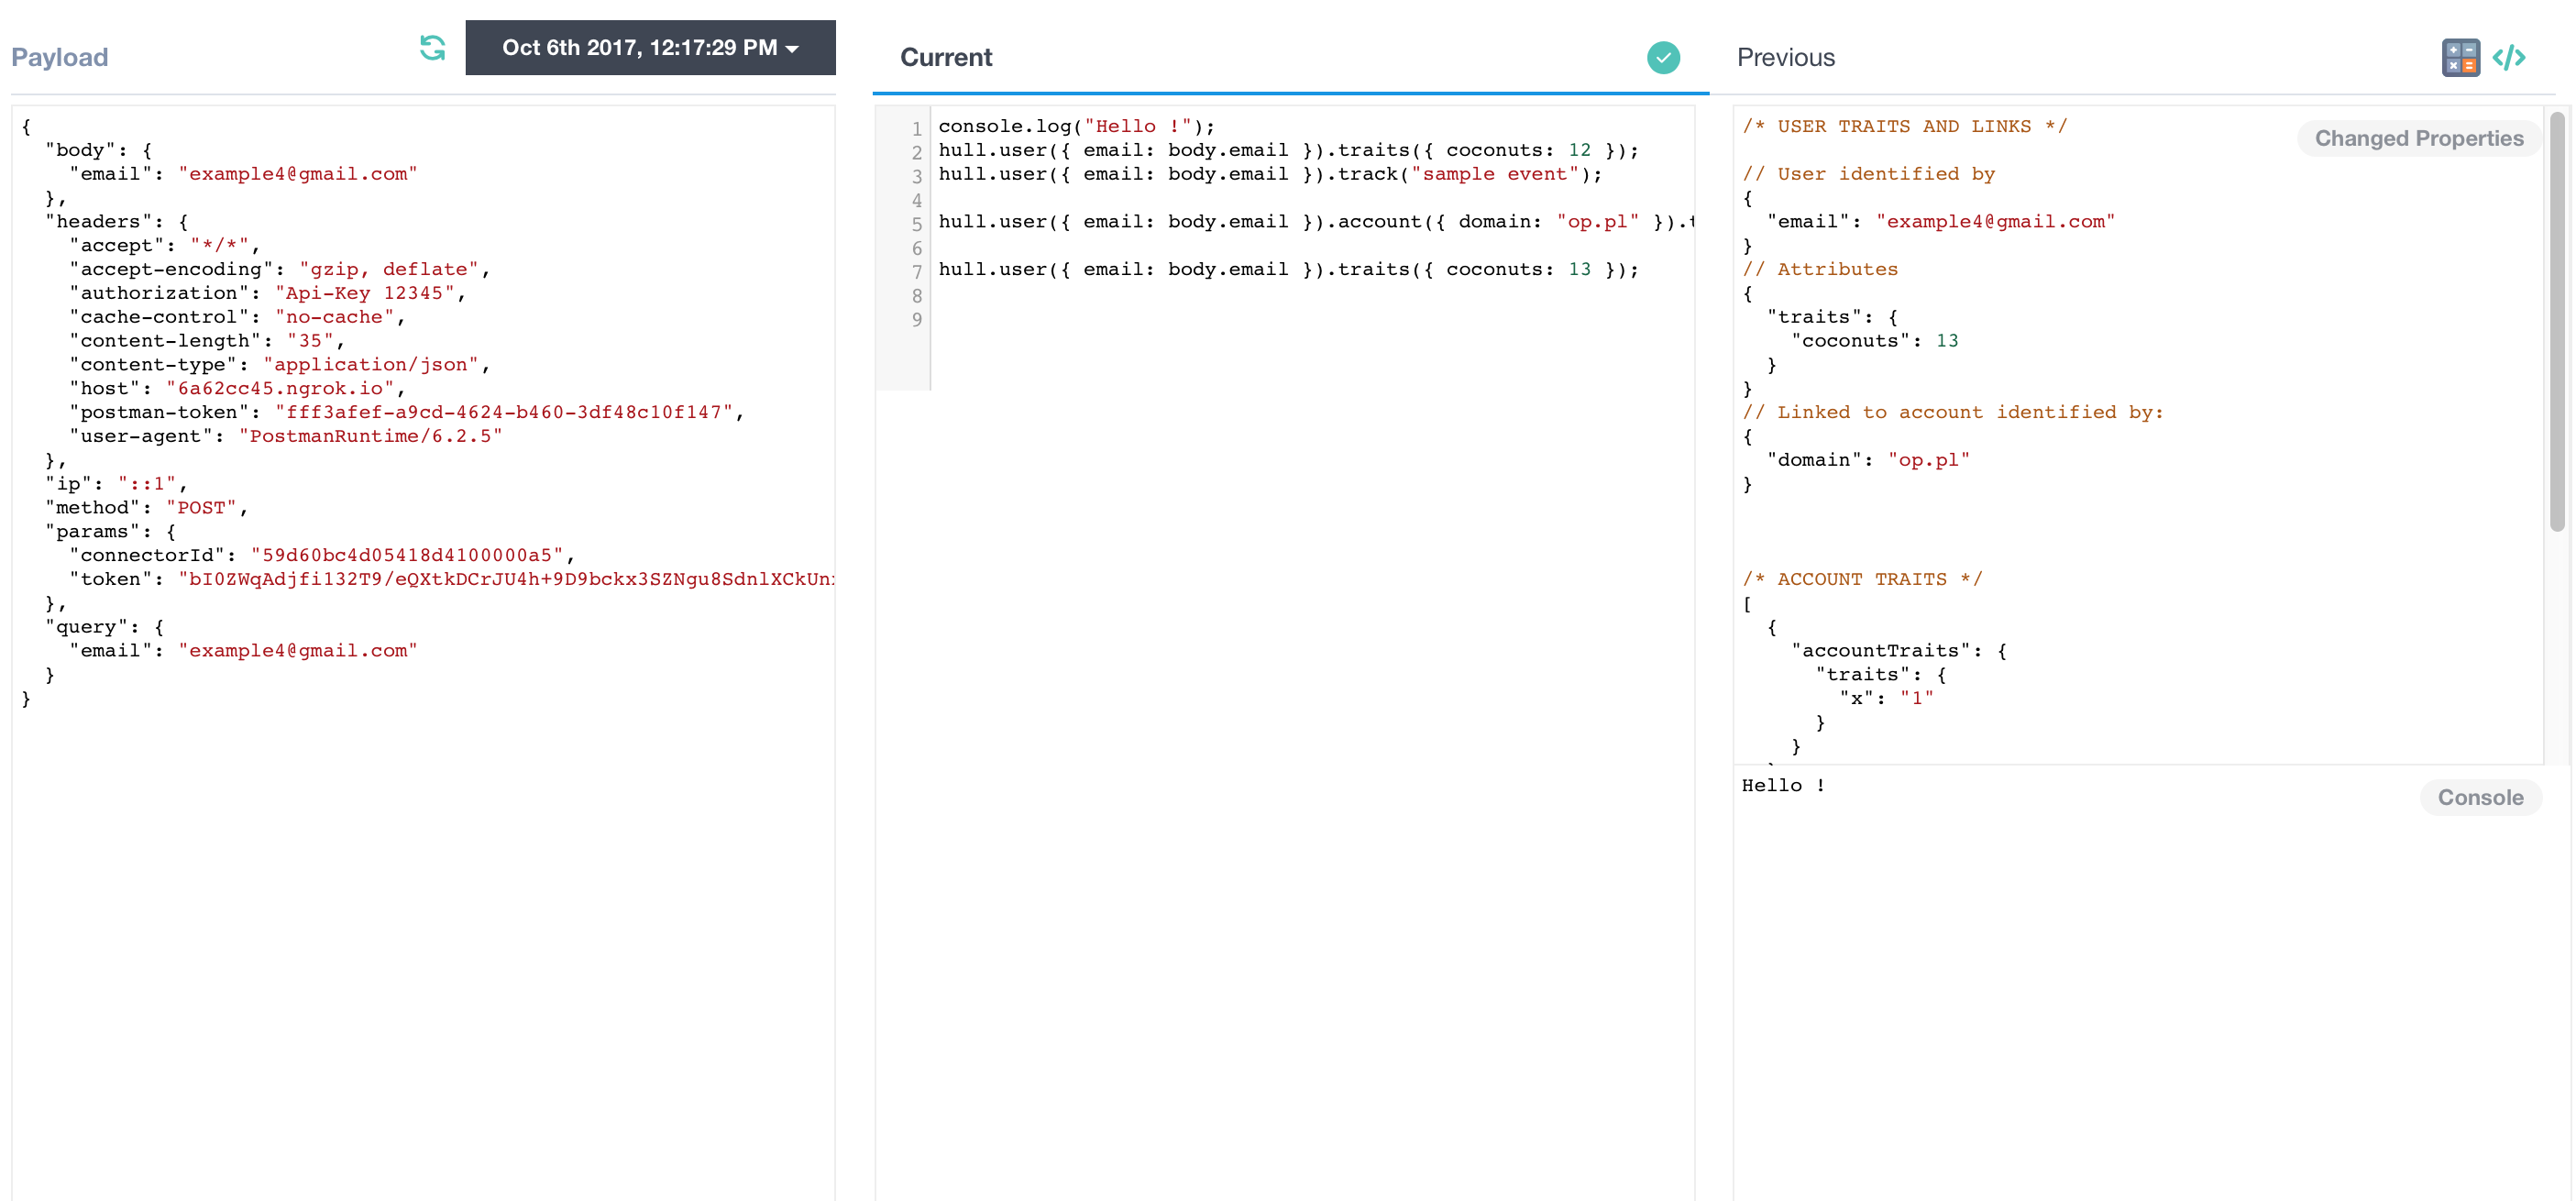 Payload
Oct 6th 2017, 12:17:29 PM
{
  "body": {
    "email": "example4@gmail.com"
  },
  "headers": {
    "accept": "*/*",
    "accept-encoding": "gzip, deflate",
    "authorization": "Api-Key 12345",
    "cache-control": "no-cache",
    "content-length": "35",
    "content-type": "application/json",
    "host": "6a62cc45.ngrok.io",
    "postman-token": "fff3afef-a9cd-4624-b460-3df48c10f147",
    "user-agent": "PostmanRuntime/6.2.5"
  },
  "ip": "::1",
  "method": "POST",
  "params": {
    "connectorId": "59d60bc4d05418d4100000a5",
    "token": "bI0ZWqAdjfi132T9/eQXtkDCrJU4h+9D9bckx3SZNgu8SdnlXCkUn
  },
  "query": {
    "email": "example4@gmail.com"
  }
}
Current
1 console.log("Hello !");
2 hull.user({ email: body.email }).traits({ coconuts: 12 });
3 hull.user({ email: body.email }).track("sample event");
4
5 hull.user({ email: body.email }).account({ domain: "op.pl" }).t
6
7 hull.user({ email: body.email }).traits({ coconuts: 13 });
8
9
Previous
</>
Changed Properties
/* USER TRAITS AND LINKS */
// User identified by
{
  "email": "example4@gmail.com"
}
// Attributes
{
  "traits": {
    "coconuts": 13
  }
}
// Linked to account identified by:
{
  "domain": "op.pl"
}
/* ACCOUNT TRAITS */
[
  {
    "accountTraits": {
      "traits": {
        "x": "1"
      }
    }
Hello !
Console